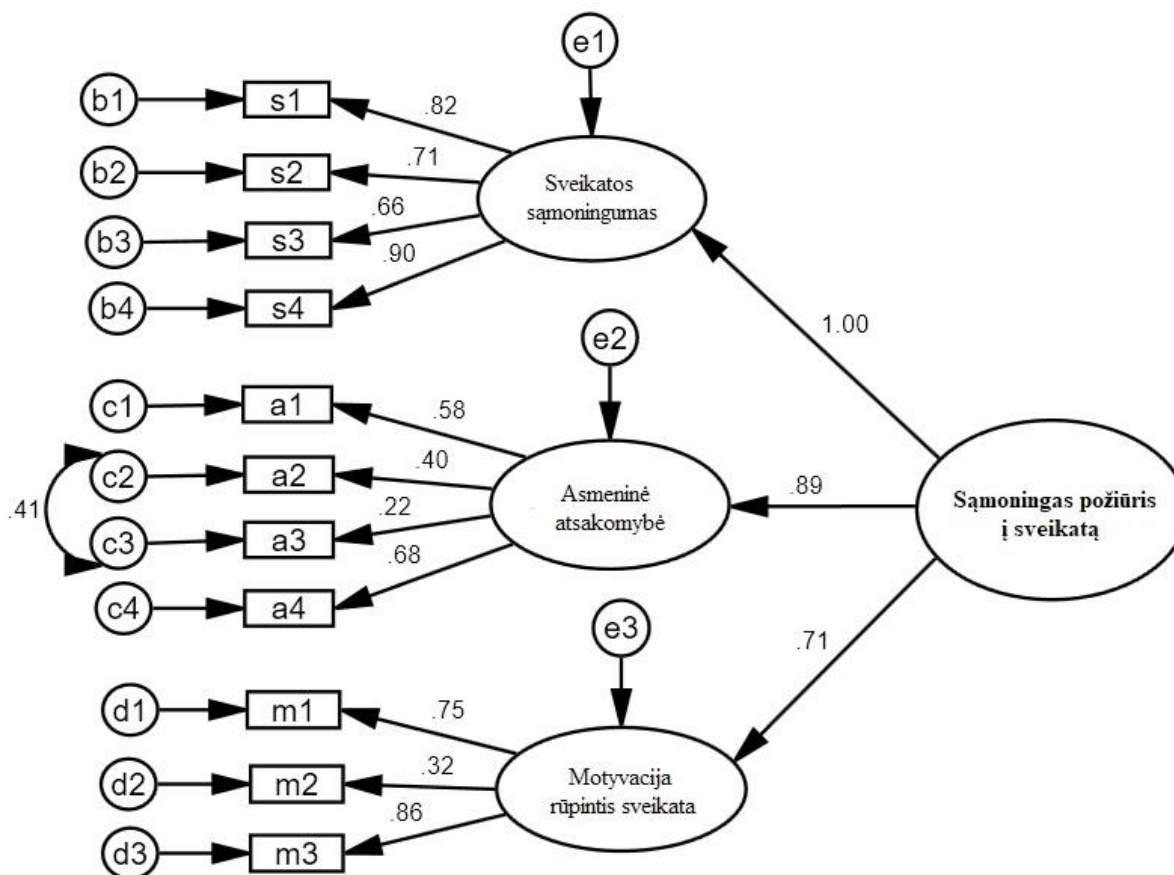 e1
b1
s1
.82
b2
s2
.71
b3
s3
.66
b4
s4
.90
Sveikatos
sąmoningumas
1.00
e2
c1
a1
.58
c2
a2
.40
c3
a3
.22
c4
a4
.68
.41
Asmeninė
atsakomybė
.89
Sąmoningas požiūris
į sveikatą
e3
.71
d1
m1
.75
d2
m2
.32
d3
m3
.86
Motyvacija
rūpintis sveikata